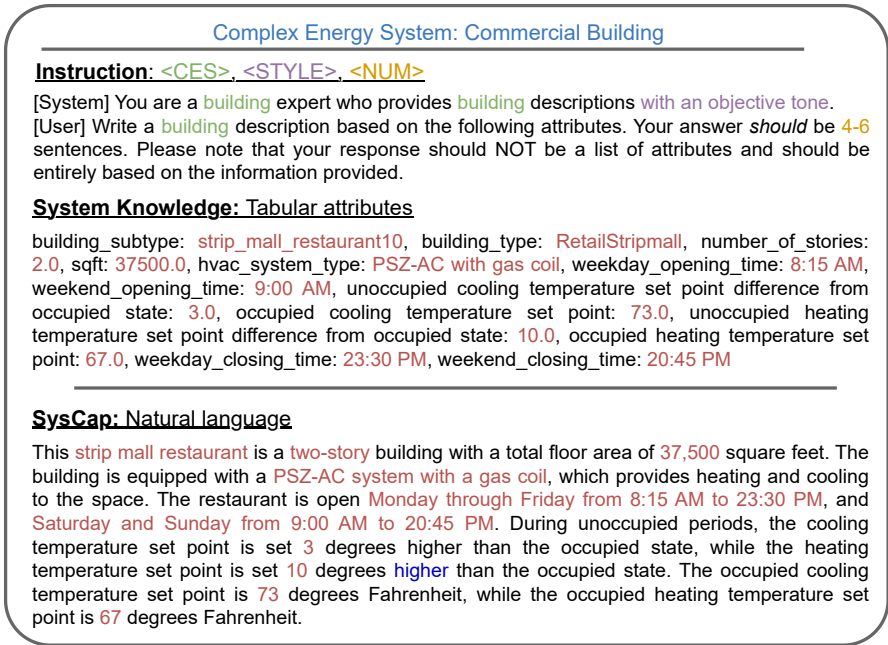 Complex Energy System: Commercial Building
Instruction: <CES>, <STYLE>, <NUM>
[System] You are a building expert who provides building descriptions with an objective tone.
[User] Write a building description based on the following attributes. Your answer should be 4-6
sentences. Please note that your response should NOT be a list of attributes and should be
entirely based on the information provided.
System Knowledge: Tabular attributes
building_subtype: strip_mall_restaurant10, building_type: RetailStripmall, number_of_stories:
2.0, sqft: 37500.0, hvac_system_type: PSZ-AC with gas coil, weekday_opening_time: 8:15 AM,
weekend_opening_time: 9:00 AM, unoccupied cooling temperature set point difference from
occupied state: 3.0, occupied cooling temperature set point: 73.0, unoccupied heating
temperature set point difference from occupied state: 10.0, occupied heating temperature set
point: 67.0, weekday_closing_time: 23:30 PM, weekend_closing_time: 20:45 PM
SysCap: Natural language
This strip mall restaurant is a two-story building with a total floor area of 37,500 square feet. The
building is equipped with a PSZ-AC system with a gas coil, which provides heating and cooling
to the space. The restaurant is open Monday through Friday from 8:15 AM to 23:30 PM, and
Saturday and Sunday from 9:00 AM to 20:45 PM. During unoccupied periods, the cooling
temperature set point is set 3 degrees higher than the occupied state, while the heating
temperature set point is set 10 degrees higher than the occupied state. The occupied cooling
temperature set point is 73 degrees Fahrenheit, while the occupied heating temperature set
point is 67 degrees Fahrenheit.